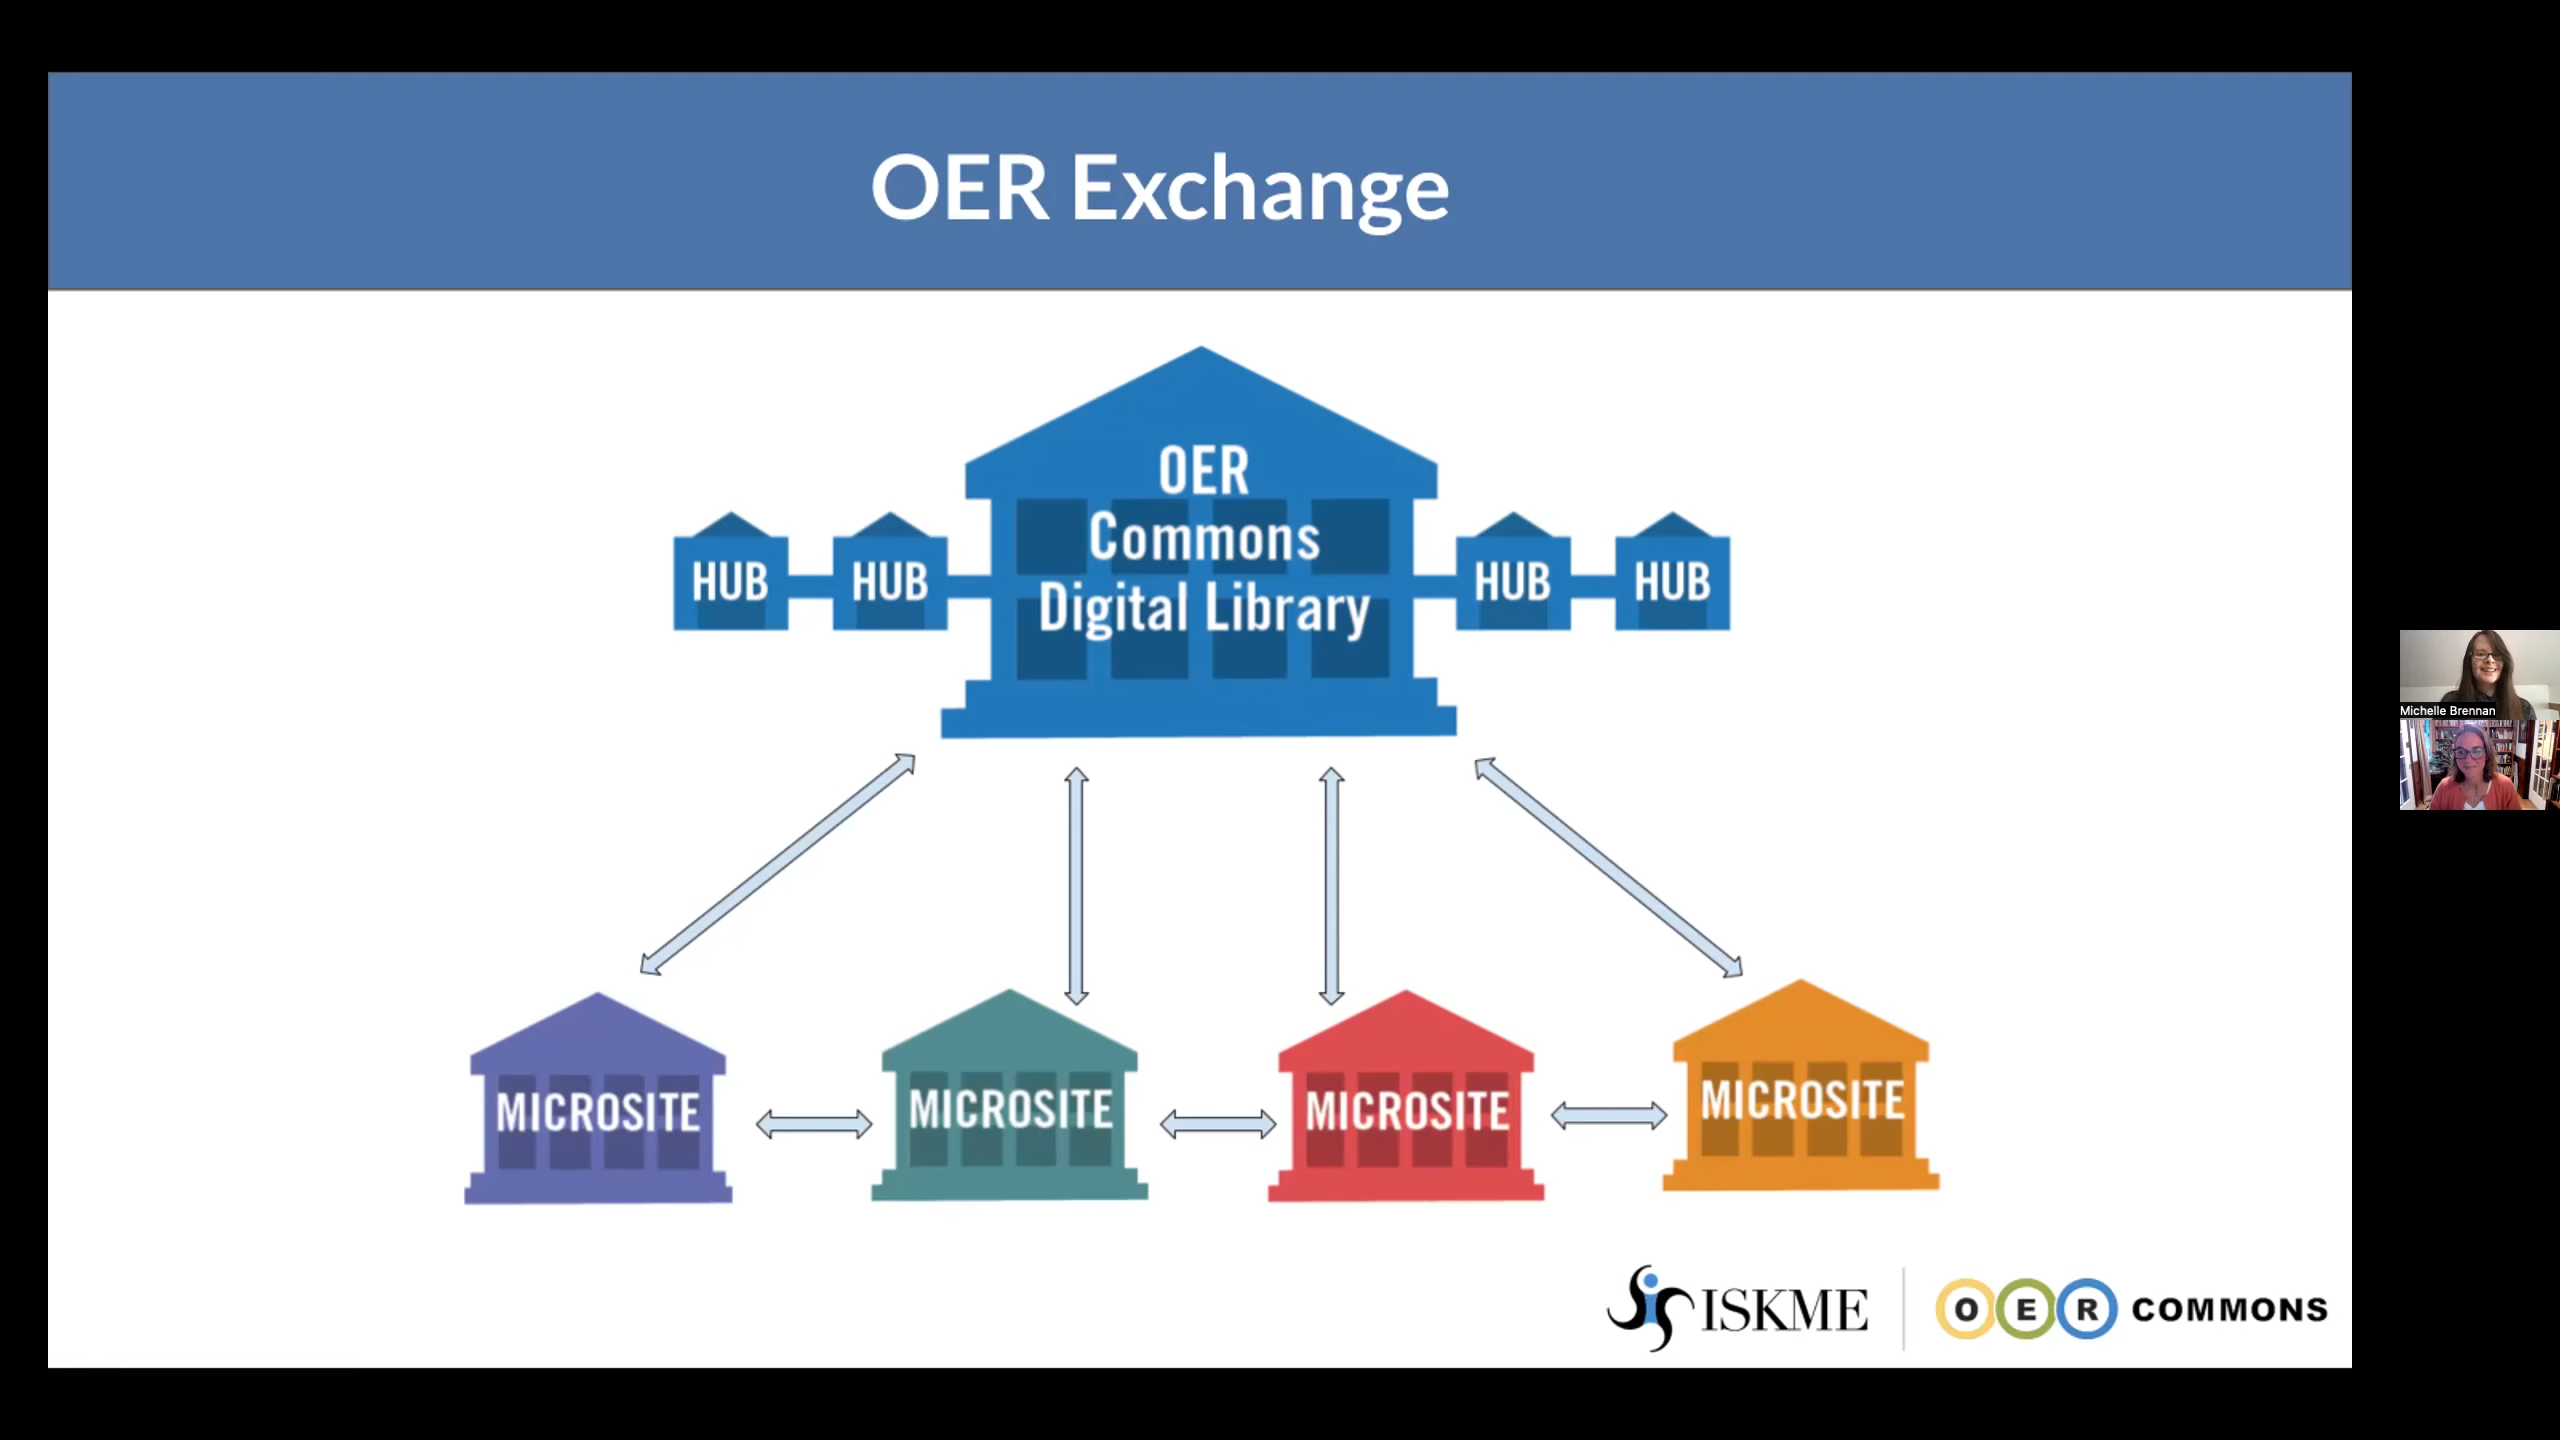 OER Exchange
OER
Commons
Digital Library
HUB
HUB
HUB
HUB
MICROSITE
MICROSITE
MICROSITE
MICROSITE
ISKME
O E R COMMONS
Michelle Brennan